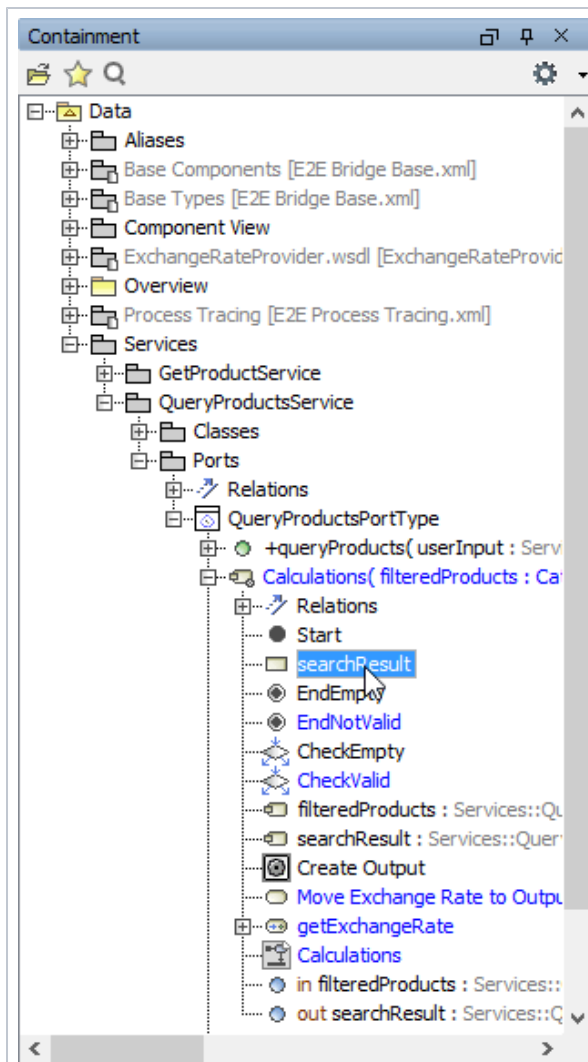 Containment
Data
Aliases
Base Components [E2E Bridge Base.xml]
Base Types [E2E Bridge Base.xml]
Component View
ExchangeRateProvider.wsdl [ExchangeRateProvid
Overview
Process Tracing [E2E Process Tracing.xml]
Services
GetProductService
QueryProductsService
Classes
Ports
Relations
QueryProductsPortType
+queryProducts( userInput : Serv
Calculations( filteredProducts : Ca
Relations
Start
searchResult
EndEmpty
EndNotValid
CheckEmpty
CheckValid
filteredProducts : Services::Qu
searchResult : Services::Quer
Create Output
Move Exchange Rate to Outpu
getExchangeRate
Calculations
in filteredProducts : Services::
out searchResult : Services::Q